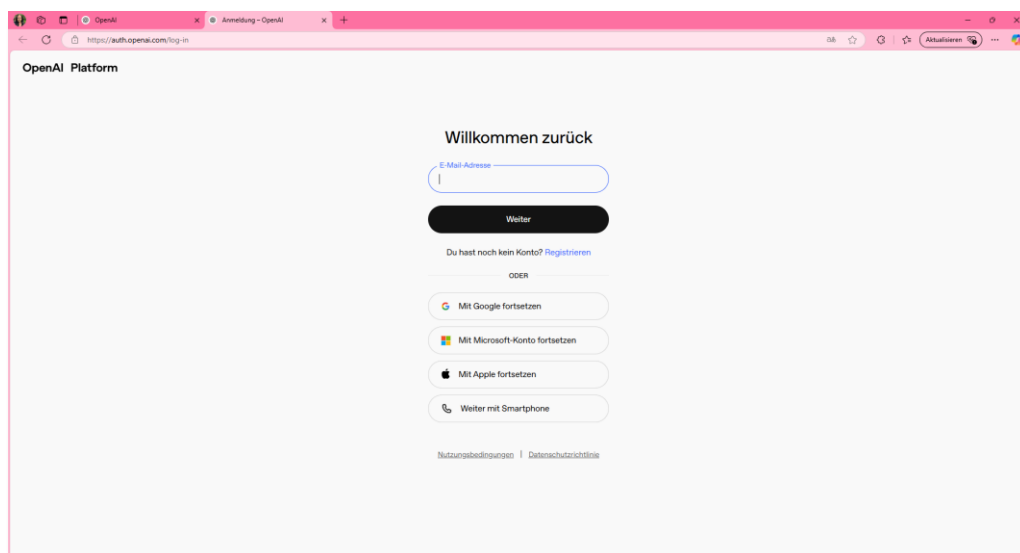 OpenAI
Anmeldung – OpenAI
https://auth.openai.com/log-in
Aktualisieren
OpenAI Platform
Willkommen zurück
E-Mail-Adresse
Weiter
Du hast noch kein Konto? Registrieren
ODER
Mit Google fortsetzen
Mit Microsoft-Konto fortsetzen
Mit Apple fortsetzen
Weiter mit Smartphone
Nutzungsbedingungen | Datenschutzrichtlinie